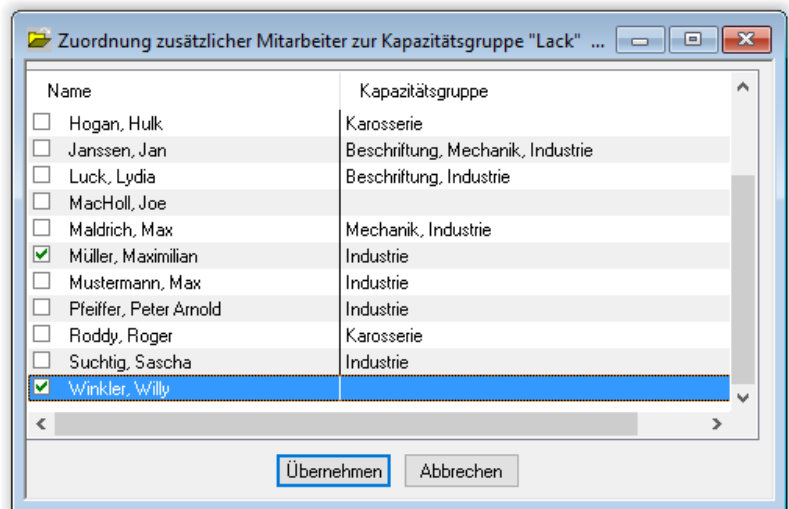 Zuordnung zusätzlicher Mitarbeiter zur Kapazitätsgruppe "Lack" ...
Name Kapazitätsgruppe
Hogan, Hulk Karosserie
Janssen, Jan Beschriftung, Mechanik, Industrie
Luck, Lydia Beschriftung, Industrie
MacHoll, Joe
Maldrich, Max Mechanik, Industrie
Müller, Maximilian Industrie
Mustermann, Max Industrie
Pfeiffer, Peter Arnold Industrie
Roddy, Roger Karosserie
Suchtig, Sascha Industrie
Winkler, Willy
Übernehmen Abbrechen